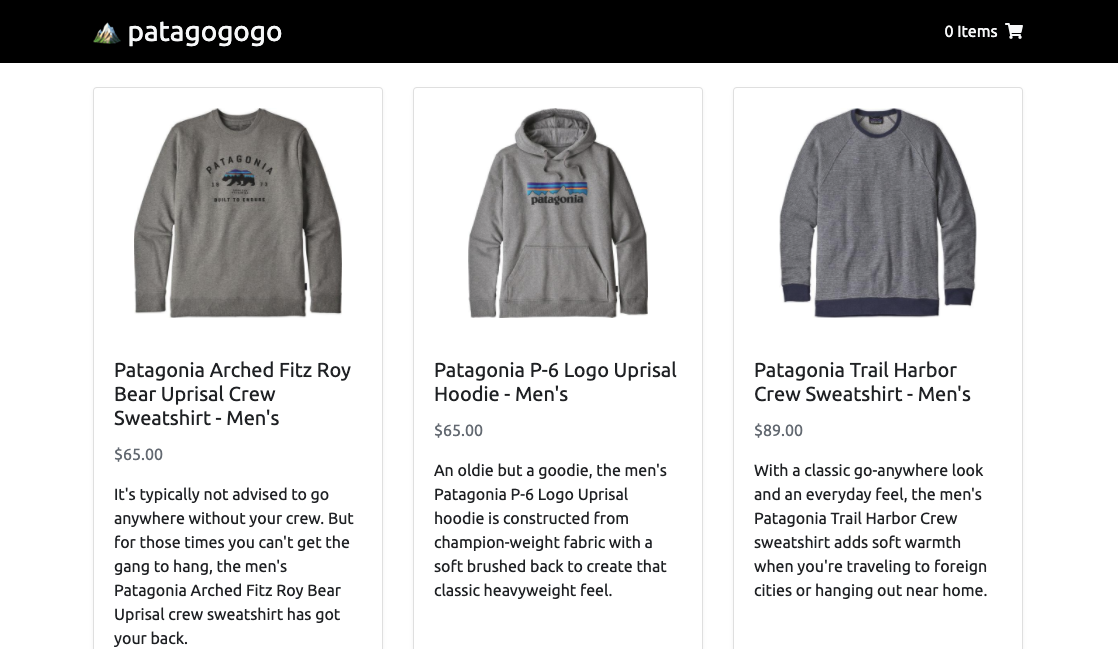 patagogogo
0 Items
PATAGONIA
BUILT TO ENDURE
Patagonia Arched Fitz Roy
Bear Uprisal Crew
Sweatshirt - Men's
$65.00
It's typically not advised to go
anywhere without your crew. But
for those times you can't get the
gang to hang, the men's
Patagonia Arched Fitz Roy Bear
Uprisal crew sweatshirt has got
your back.
patagonia
Patagonia P-6 Logo Uprisal
Hoodie - Men's
$65.00
An oldie but a goodie, the men's
Patagonia P-6 Logo Uprisal
hoodie is constructed from
champion-weight fabric with a
soft brushed back to create that
classic heavyweight feel.
Patagonia Trail Harbor
Crew Sweatshirt - Men's
$89.00
With a classic go-anywhere look
and an everyday feel, the men's
Patagonia Trail Harbor Crew
sweatshirt adds soft warmth
when you're traveling to foreign
cities or hanging out near home.